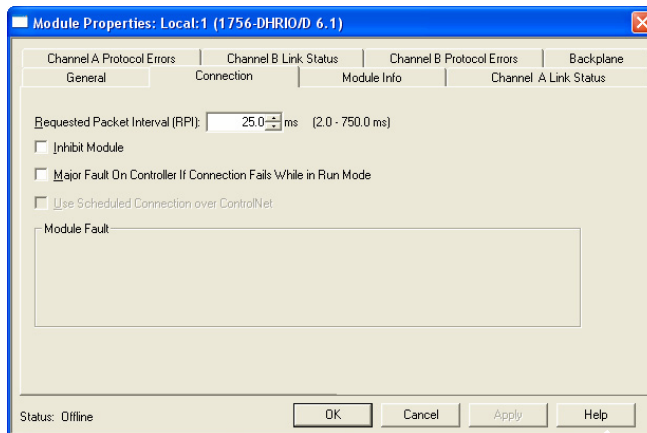 Module Properties: Local:1 (1756-DHRIO/D 6.1)
Channel A Protocol Errors Channel B Link Status Channel B Protocol Errors Backplane
General Connection Module Info Channel A Link Status
Requested Packet Interval (RPI): 25.0 ms (2.0 - 750.0 ms)
Inhibit Module
Major Fault On Controller If Connection Fails While in Run Mode
Use Scheduled Connection over ControlNet
Module Fault
Status: Offline OK Cancel Apply Help